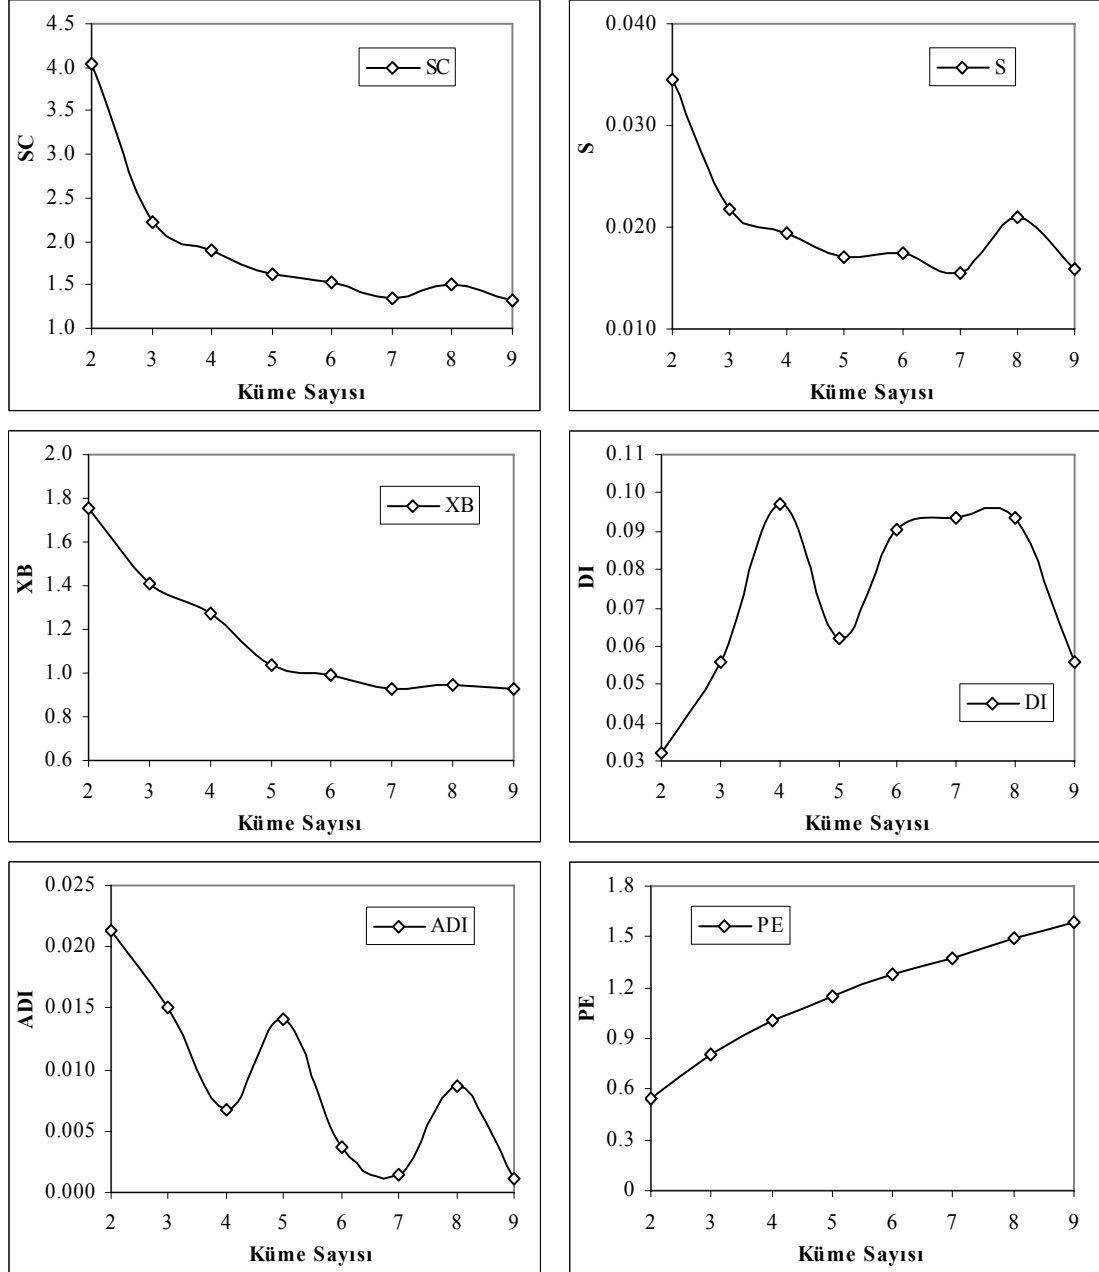 4.5
4.0
3.5
3.0
2.5
2.0
1.5
1.0
SC
SC
2 3 4 5 6 7 8 9
Küme Sayısı
0.040
0.030
0.020
0.010
S
S
2 3 4 5 6 7 8 9
Küme Sayısı
2.0
1.8
1.6
1.4
1.2
1.0
0.8
0.6
XB
XB
2 3 4 5 6 7 8 9
Küme Sayısı
0.11
0.10
0.09
0.08
0.07
0.06
0.05
0.04
0.03
DI
DI
2 3 4 5 6 7 8 9
Küme Sayısı
0.025
0.020
0.015
0.010
0.005
0.000
ADI
ADI
2 3 4 5 6 7 8 9
Küme Sayısı
1.8
1.5
1.2
0.9
0.6
0.3
0
PE
PE
2 3 4 5 6 7 8 9
Küme Sayısı